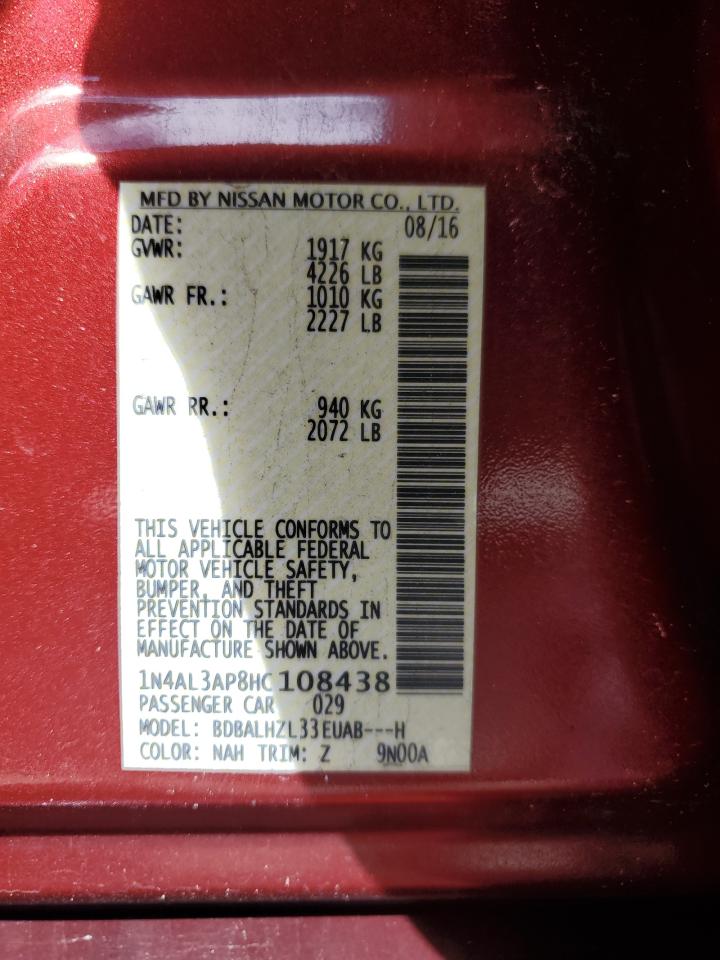 MFD BY NISSAN MOTOR CO., LTD.
DATE: 08/16
GVWR: 1917 KG
4226 LB
GAWR FR.: 1010 KG
2227 LB
GAWR RR.: 940 KG
2072 LB
THIS VEHICLE CONFORMS TO
ALL APPLICABLE FEDERAL
MOTOR VEHICLE SAFETY,
BUMPER, AND THEFT
PREVENTION STANDARDS IN
EFFECT ON THE DATE OF
MANUFACTURE SHOWN ABOVE.
1N4AL3AP8HC108438
PASSENGER CAR 029
MODEL: BDBALHZL33EUAB---H
COLOR: NAH TRIM: Z 9N00A